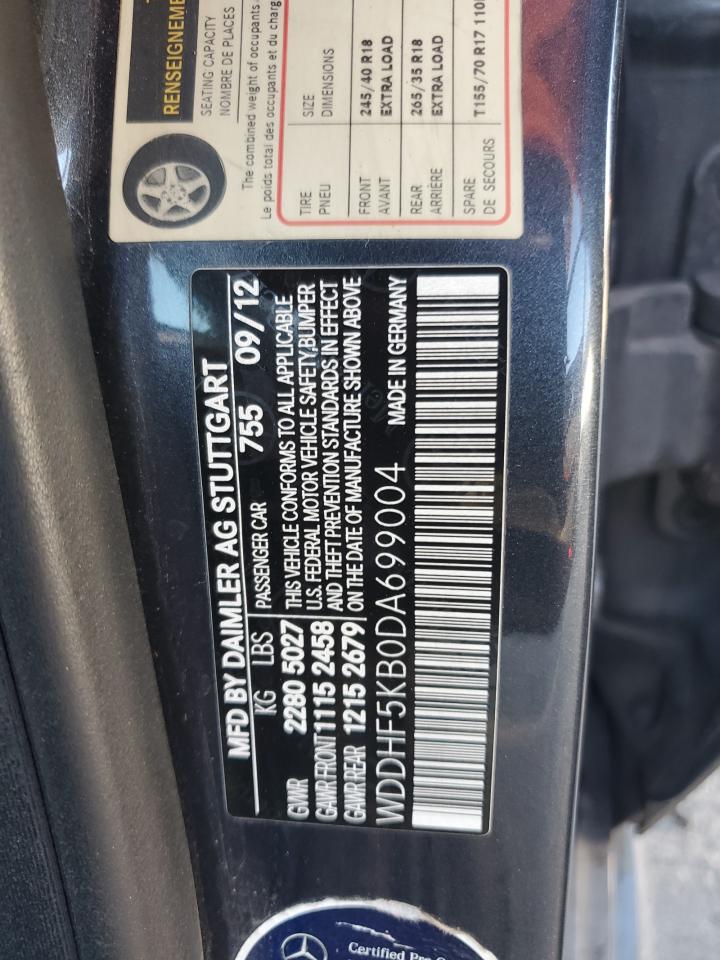 RENSEIGNEME
SEATING CAPACITY
NOMBRE DE PLACES
The combined weight of occupants
Le poids total des occupants et du charg
TIRE SIZE
PNEU DIMENSIONS
FRONT 245/40 R18
AVANT EXTRA LOAD
REAR 265/35 R18
ARRIÈRE EXTRA LOAD
SPARE T155/70 R17 110
DE SECOURS
MFD BY DAIMLER AG STUTTGART
KG LBS PASSENGER CAR 755 09/12
GVWR 2280 5027 THIS VEHICLE CONFORMS TO ALL APPLICABLE
GAWR FRONT 1115 2458 U.S. FEDERAL MOTOR VEHICLE SAFETY, BUMPER
GAWR REAR 1215 2679 AND THEFT PREVENTION STANDARDS IN EFFECT
ON THE DATE OF MANUFACTURE SHOWN ABOVE
WDDHF5KB0DA699004 MADE IN GERMANY
Certified Pre